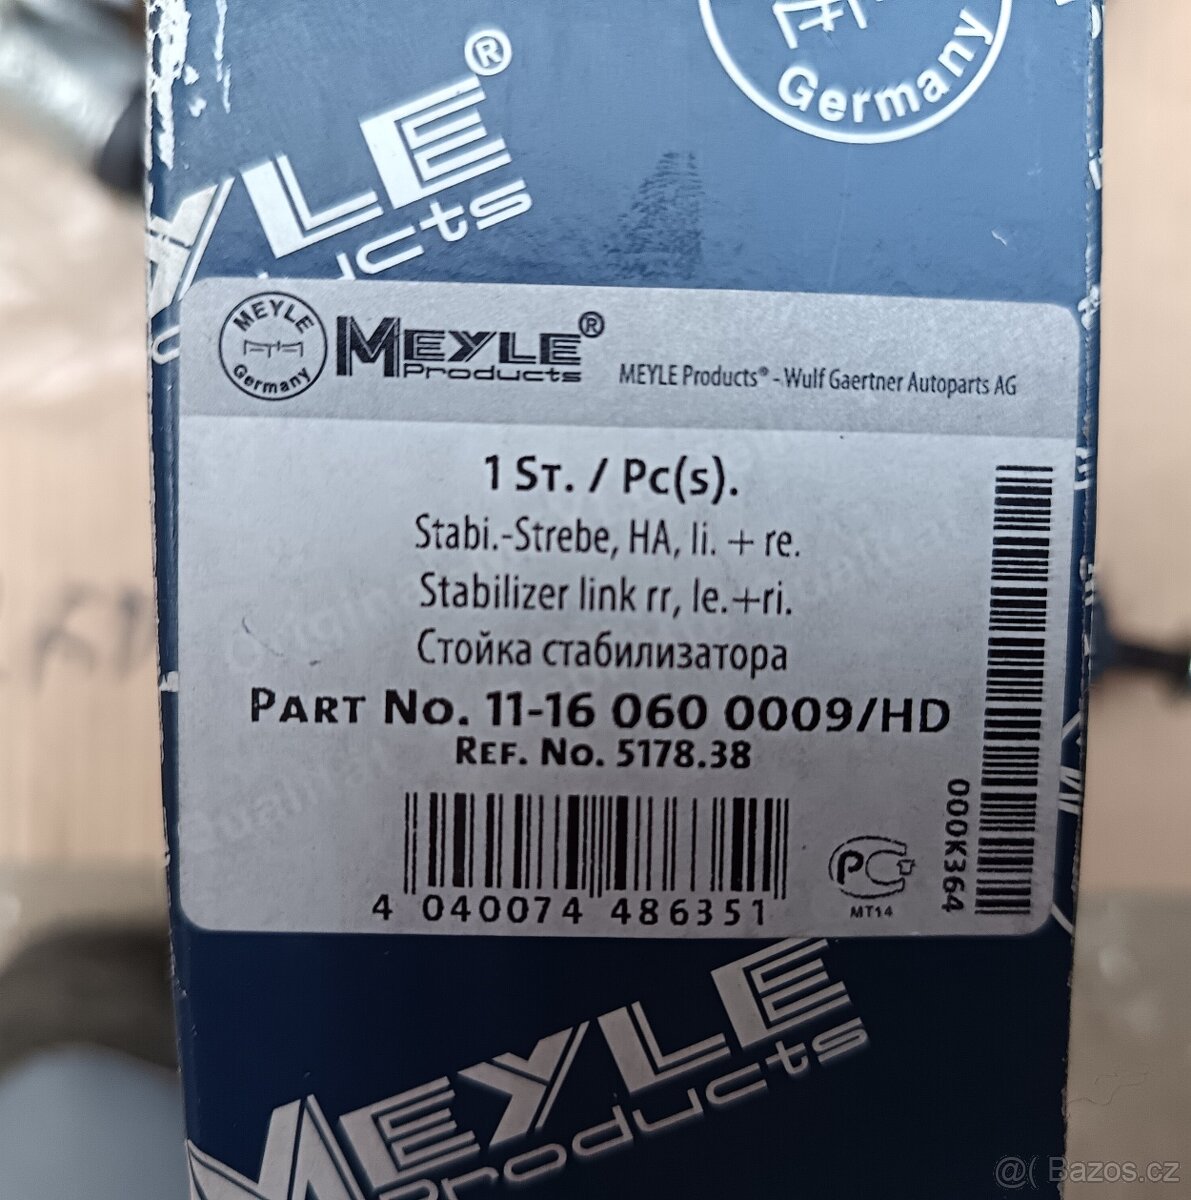 Germany
MEYLE®
Products
MEYLE
Germany
MEYLE®
Products
MEYLE Products® - Wulf Gaertner Autoparts AG
1 St. / Pc(s).
Stabi.-Strebe, HA, li. + re.
Stabilizer link rr, le.+ri.
Стойка стабилизатора
PART NO. 11-16 060 0009/HD
REF. NO. 5178.38
000K364
4 040074 486351
PC
MT14
MEYLE
Products
@( Bazos.cz